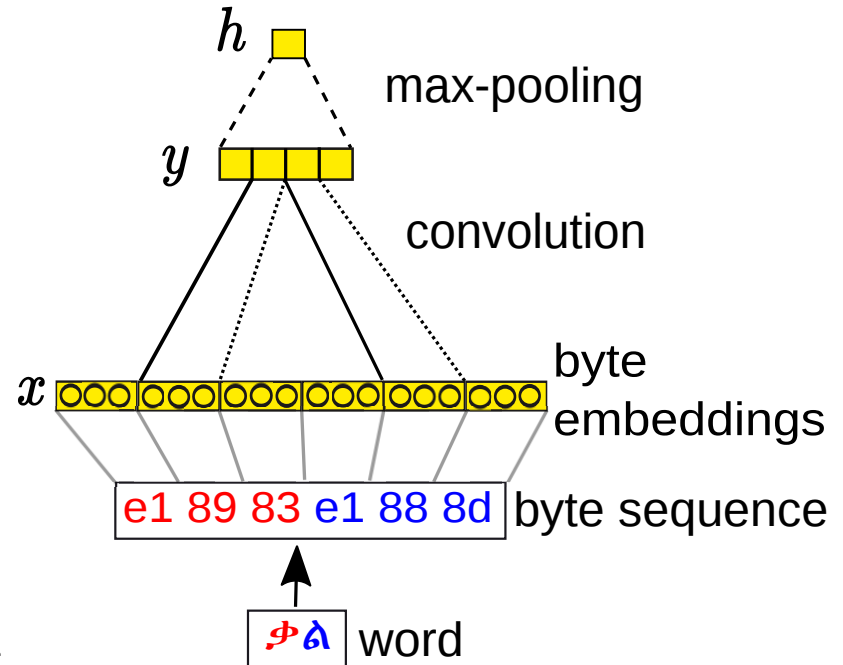 h
max-pooling
y
convolution
x
byte
embeddings
e1 89 83 e1 88 8d byte sequence
ቃል word